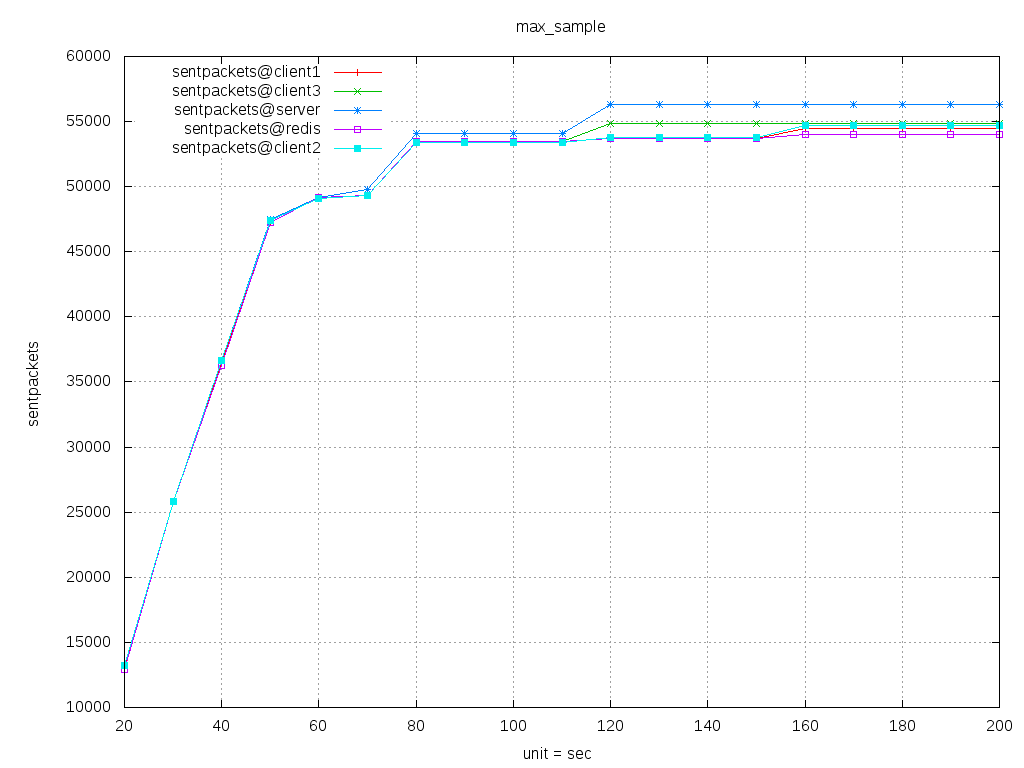 max_sample
60000
55000
50000
45000
40000
35000
30000
25000
20000
15000
10000
sentpackets
sentpackets@client1
sentpackets@client3
sentpackets@server
sentpackets@redis
sentpackets@client2
20 40 60 80 100 120 140 160 180 200
unit = sec